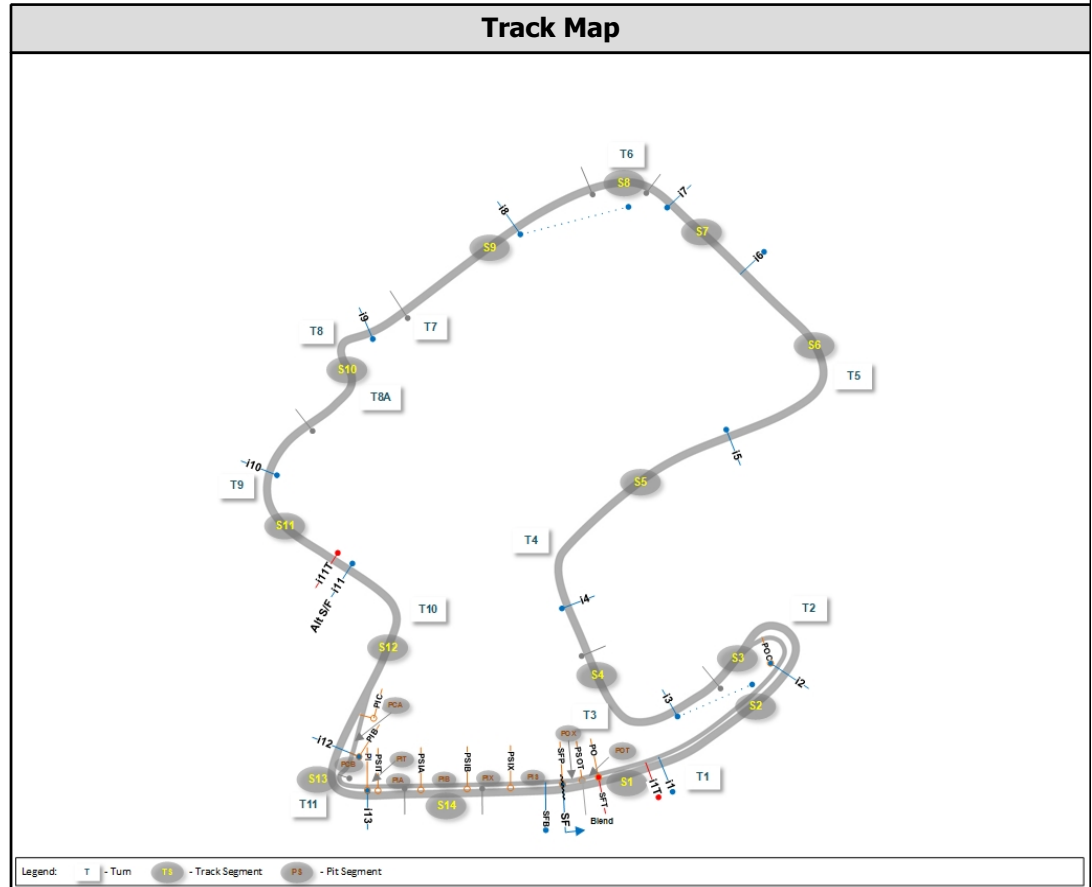 Track Map
T6
S8
i7
i8
S7
S9
i6
i9
T7
T8
S6
S10
T5
T8A
i5
i10
T9
S5
S11
T4
i11T
i11
Alt S/F
i4
T10
T2
S12
S3
POC
i2
S4
i3
S2
PIC
T3
PIB
i12
POX
SFP
PSOT
PO
POT
PI
PSIT
PIT
PSIA
PSIB
PSIX
S13
PIA
PIB
PIX
S1
i1T
i1
T1
T11
i13
S14
SFB
SF
SFT
Blend
Legend: T - Turn TS - Track Segment PS - Pit Segment